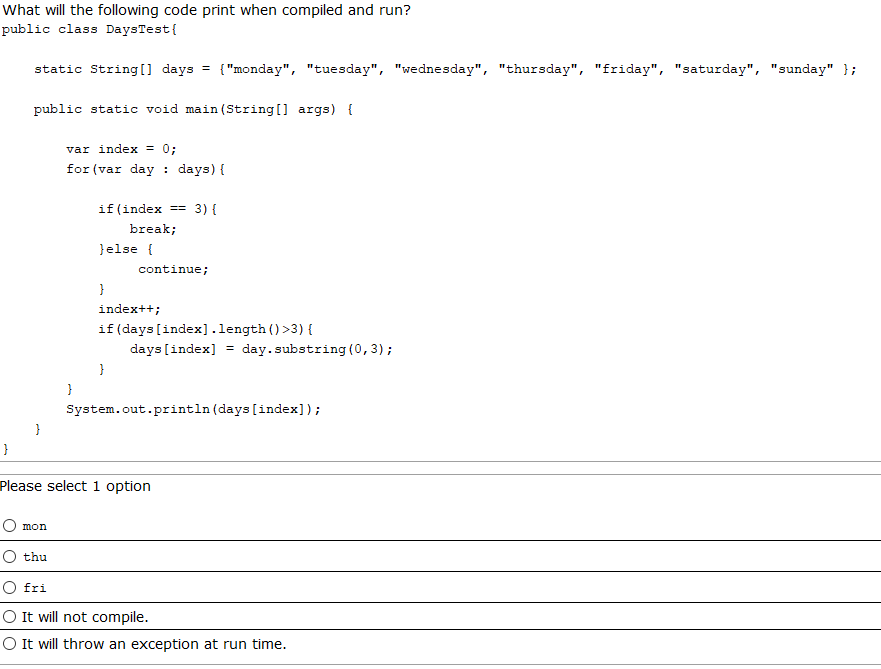 What will the following code print when compiled and run?
public class DaysTest{
static String[] days = {"monday", "tuesday", "wednesday", "thursday", "friday", "saturday", "sunday" };
public static void main(String[] args) {
var index = 0;
for(var day : days){
if(index == 3){
break;
}else {
continue;
}
index++;
if(days[index].length()>3){
days[index] = day.substring(0,3);
}
}
System.out.println(days[index]);
}
}
Please select 1 option
mon
thu
fri
It will not compile.
It will throw an exception at run time.